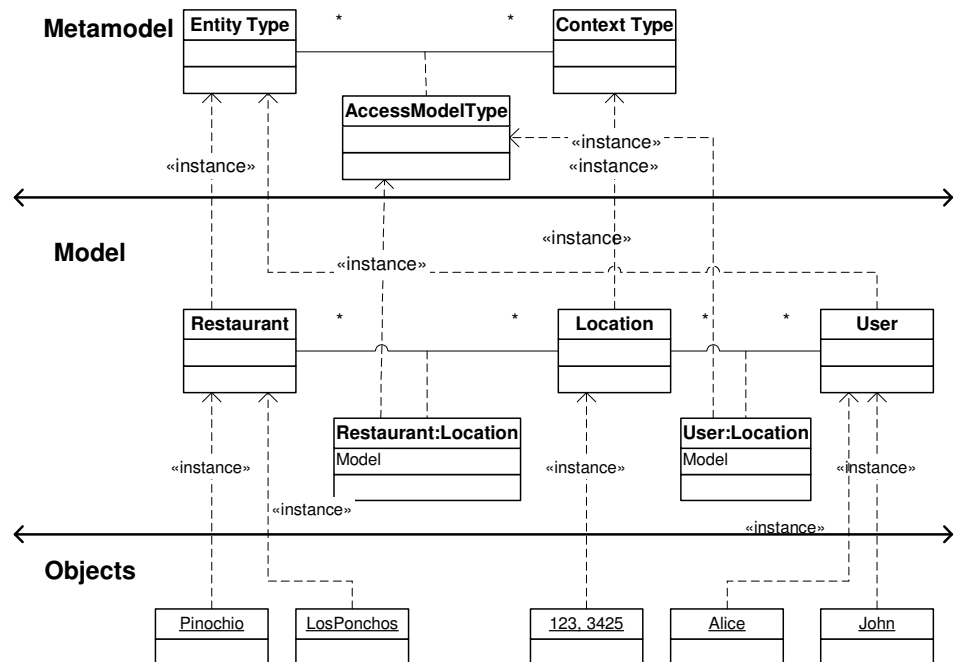 Metamodel
Entity Type
*
*
Context Type
AccessModelType
«instance»
«instance»
«instance»
Model
«instance»
«instance»
Restaurant
*
*
Location
*
*
User
Restaurant:Location
Model
User:Location
Model
«instance»
«instance»
«instance»
«instance»
«instance»
Objects
Pinochio
LosPonchos
123, 3425
Alice
John